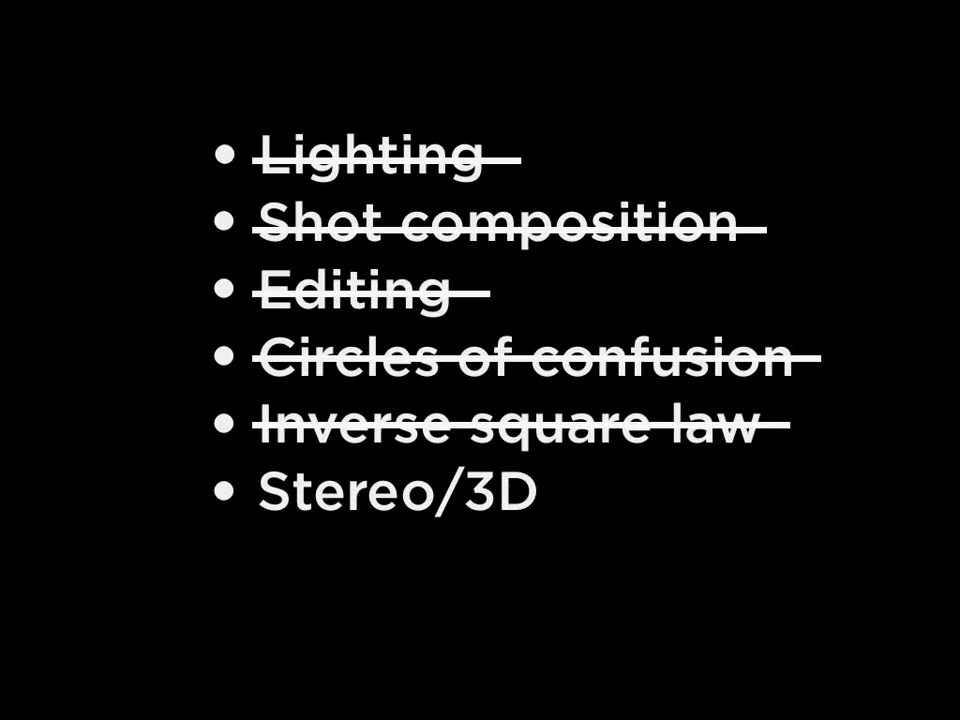 • Lighting
• Shot composition
• Editing
• Circles of confusion
• Inverse square law
• Stereo/3D